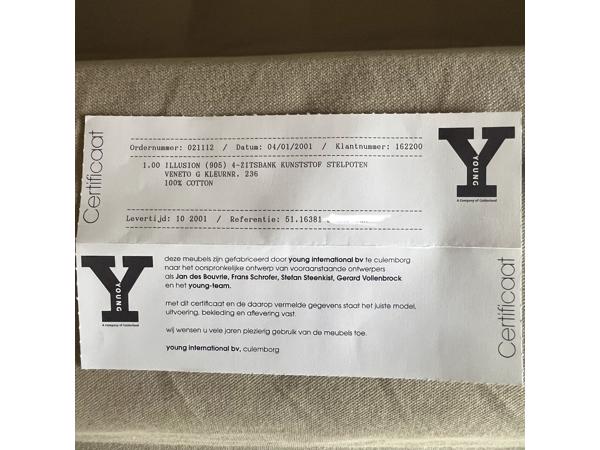 Certificaat
Ordernummer: 021112 / Datum: 04/01/2001 / Klantnummer: 162200
1.00 ILLUSION (905) 4-ZITSBANK KUNSTSTOF STELPOTEN
VENETO G KLEURNR. 236
100% COTTON
Levertijd: 10 2001 / Referentie: 51.16381
Y
YOUNG
A Company of Calderland
Y
YOUNG
A Company of Calderland
deze meubels zijn gefabriceerd door young international bv te culemborg
naar het oorspronkelijke ontwerp van vooraanstaande ontwerpers
als Jan des Bouvrie, Frans Schrofer, Stefan Steenkist, Gerard Vollenbrock
en het young-team.
met dit certificaat en de daarop vermelde gegevens staat het juiste model,
uitvoering, bekleding en aflevering vast.
wij wensen u vele jaren plezierig gebruik van de meubels toe.
young international bv, culemborg
Certificaat